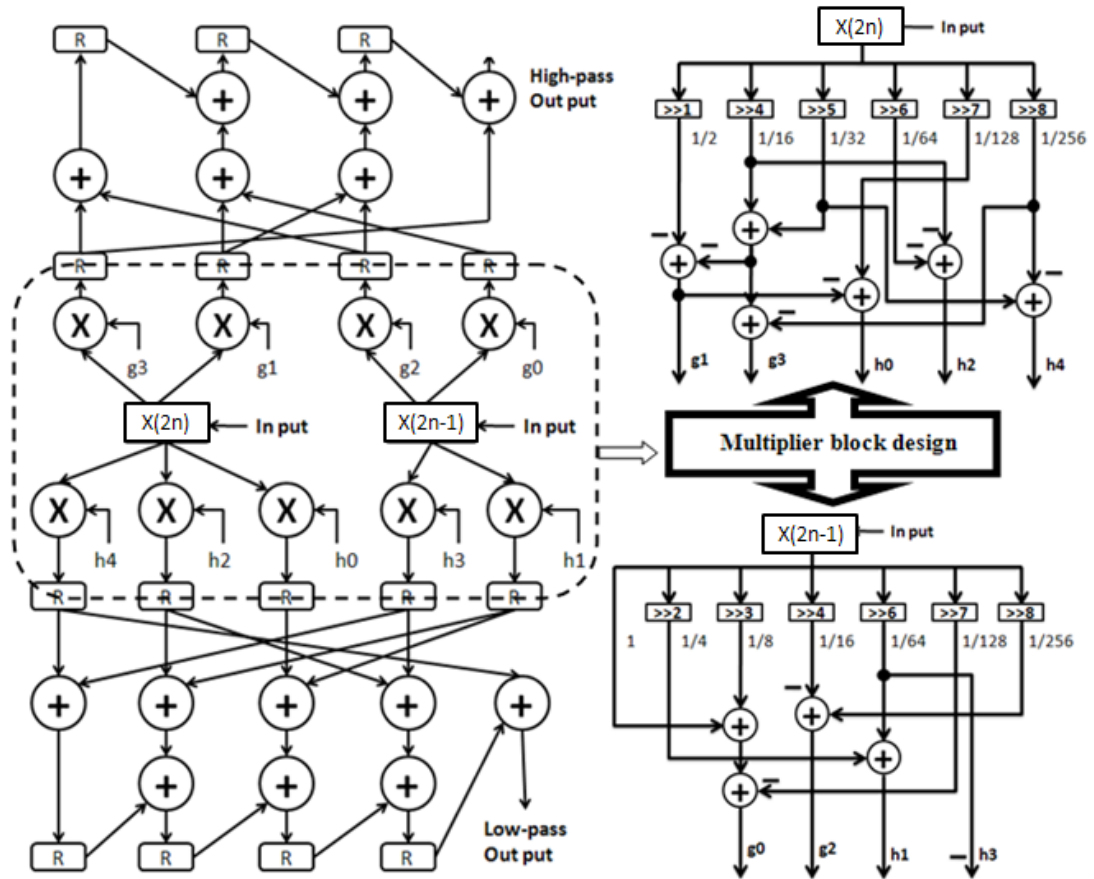 R R R
+ + +
High-pass
Out put
+ + +
R R R R
X X X X
g3 g1 g2 g0
X(2n) In put X(2n-1) In put
X X X X X
h4 h2 h0 h3 h1
R R R R R
+ + + + +
+ + +
Low-pass
Out put
R R R R
X(2n) In put
>>1 >>4 >>5 >>6 >>7 >>8
1/2 1/16 1/32 1/64 1/128 1/256
+
− − − −
+ +
− +
+ − +
g1 g3 h0 h2 h4
Multiplier block design
X(2n-1) In put
>>2 >>3 >>4 >>6 >>7 >>8
1 1/4 1/8 1/16 1/64 1/128 1/256
−
+ +
+
+ −
g0 g2 h1 − h3